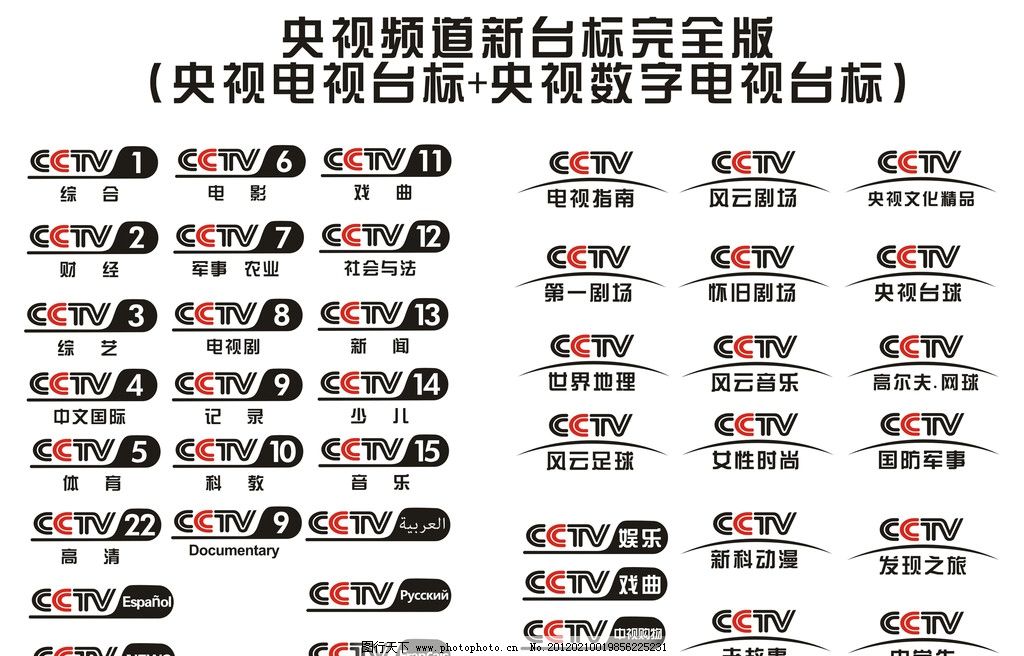 央视频道新台标完全版
（央视电视台标+央视数字电视台标）
CCTV 1 CCTV 6 CCTV 11
综 合 电 影 戏 曲
CCTV 2 CCTV 7 CCTV 12
财 经 军事 农业 社会与法
CCTV 3 CCTV 8 CCTV 13
综 艺 电视剧 新 闻
CCTV 4 CCTV 9 CCTV 14
中文国际 记 录 少 儿
CCTV 5 CCTV 10 CCTV 15
体 育 科 教 音 乐
CCTV 22 CCTV 9 CCTV العربية
高 清 Documentary
CCTV Español CCTV Русский
CCTV NEWS CCTV
CCTV CCTV CCTV
电视指南 风云剧场 央视文化精品
CCTV CCTV CCTV
第一剧场 怀旧剧场 央视台球
CCTV CCTV CCTV
世界地理 风云音乐 高尔夫.网球
CCTV CCTV CCTV
风云足球 女性时尚 国防军事
CCTV 娱乐 CCTV CCTV
CCTV 戏曲 新科动漫 发现之旅
CCTV 中视购物 CCTV CCTV
图行天下 www.photophoto.cn No.20120210019856225231